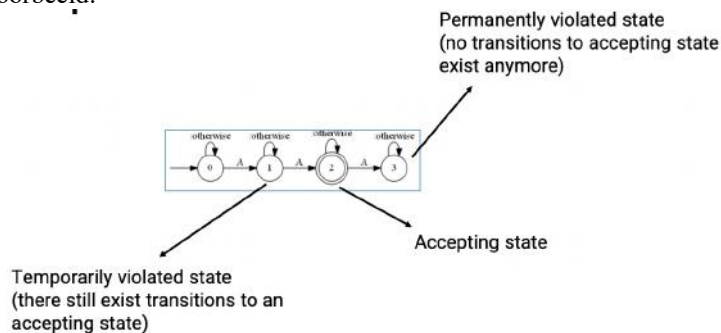 Permanently violated state
(no transitions to accepting state
exist anymore)
otherwise otherwise otherwise otherwise
0 A 1 A 2 A 3
Accepting state
Temporarily violated state
(there still exist transitions to an
accepting state)